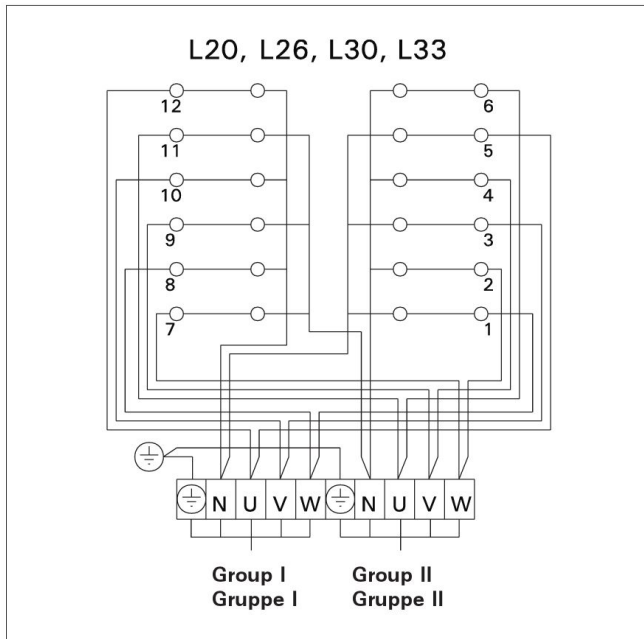 L20, L26, L30, L33
12 6
11 5
10 4
9 3
8 2
7 1
N U V W N U V W
Group I Group II
Gruppe I Gruppe II